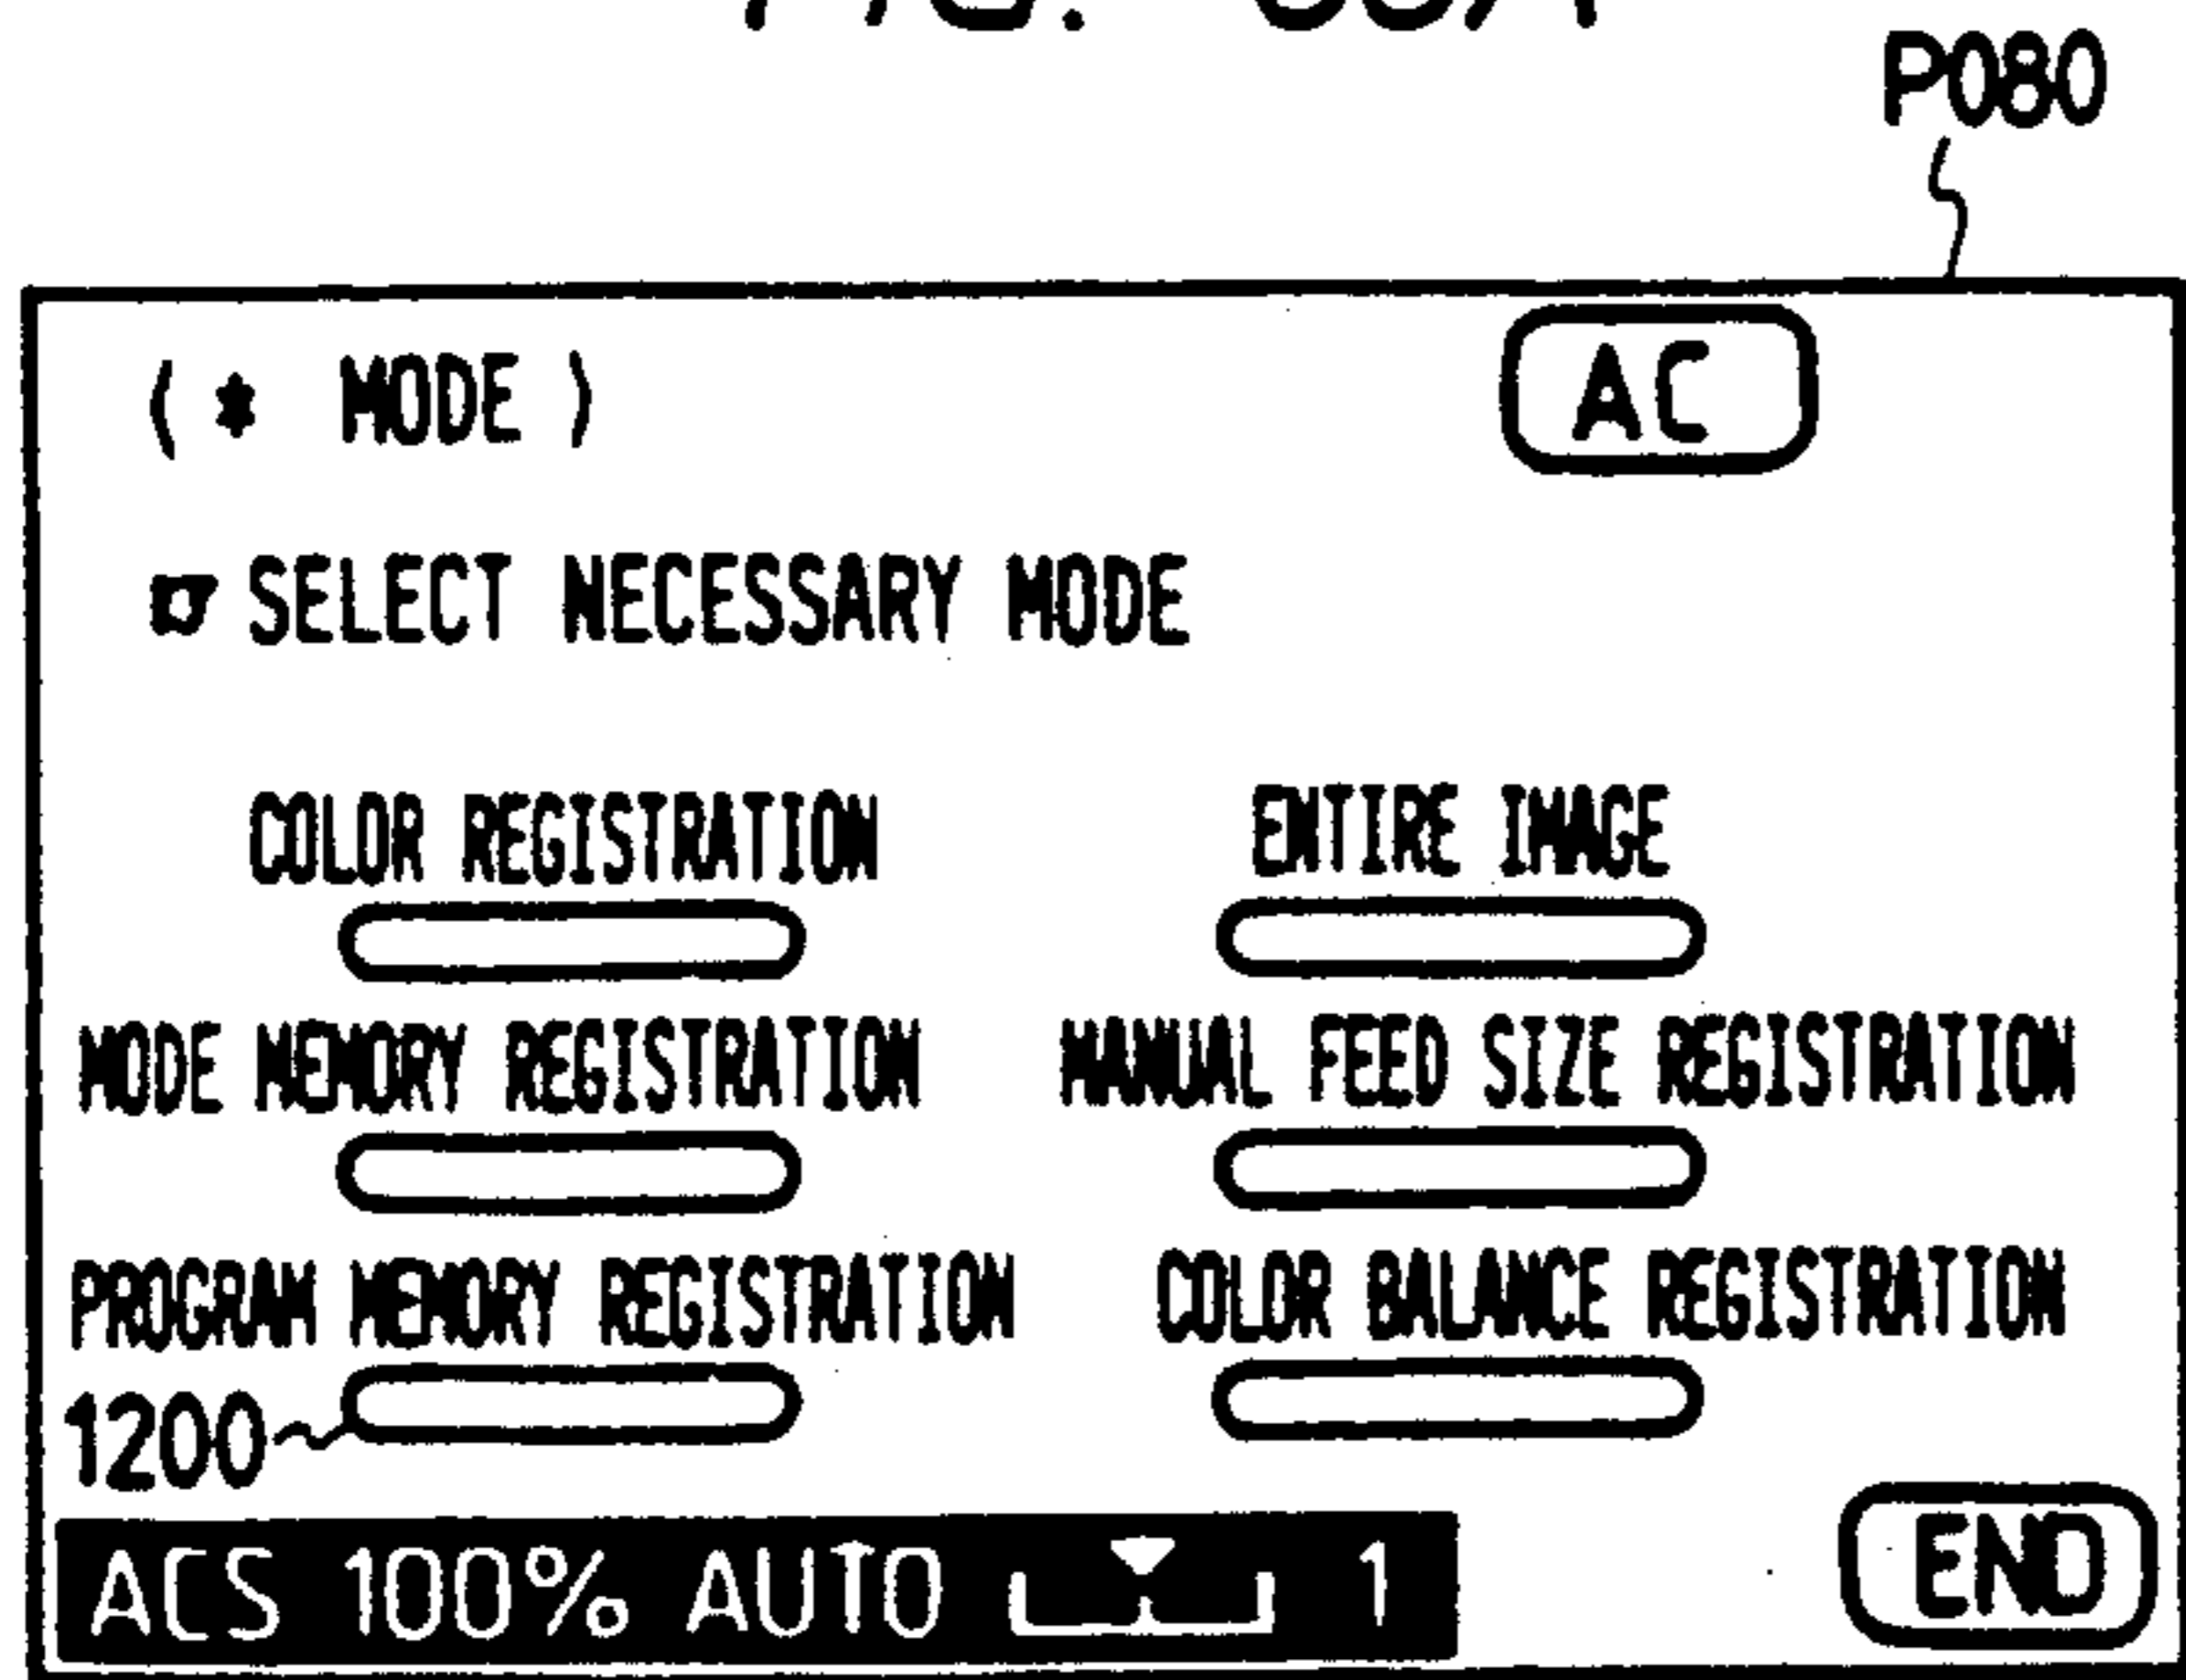 P080
( * MODE ) AC
SELECT NECESSARY MODE
COLOR REGISTRATION ENTIRE IMAGE
MODE MEMORY REGISTRATION MANUAL FEED SIZE REGISTRATION
PROGRAM MEMORY REGISTRATION COLOR BALANCE REGISTRATION
1200
ACS 100% AUTO 1 END